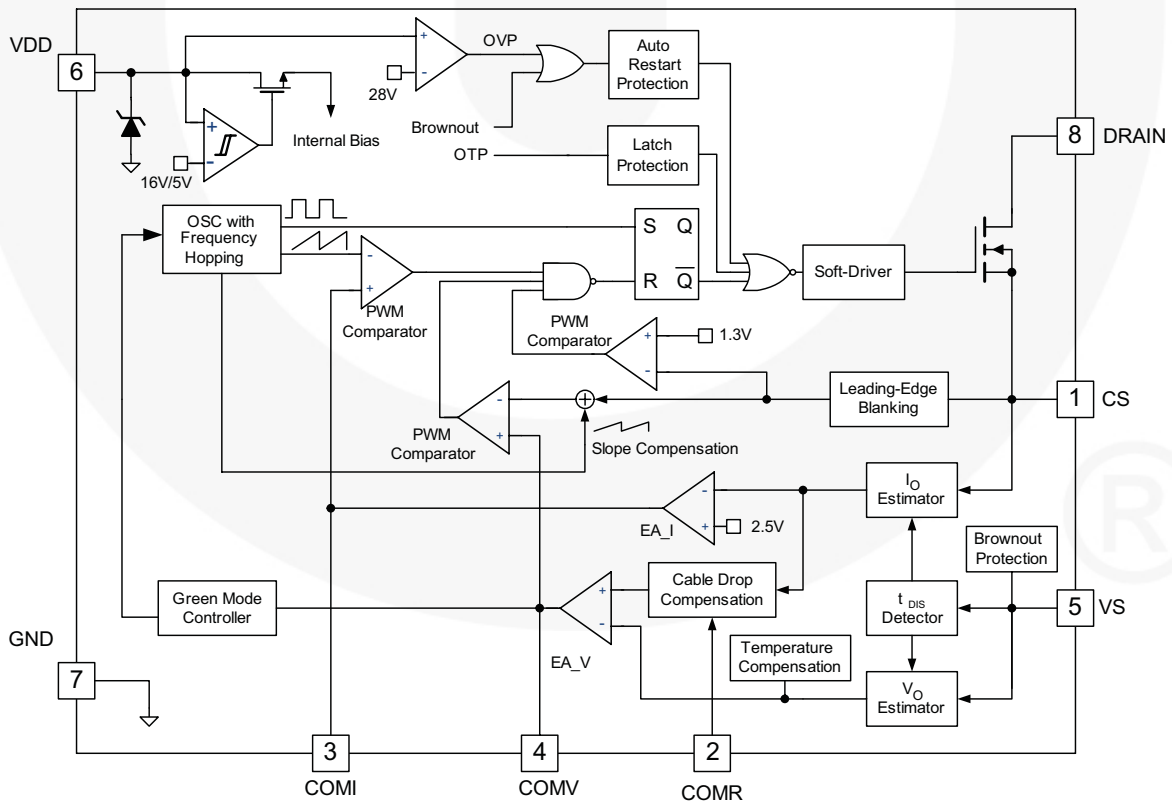 VDD
6
OVP
28V
Auto
Restart
Protection
Brownout
Internal Bias
OTP
Latch
Protection
16V/5V
8
DRAIN
OSC with
Frequency
Hopping
S Q
R Q̅
Soft-Driver
PWM
Comparator
PWM
Comparator
1.3V
Leading-Edge
Blanking
1
CS
PWM
Comparator
Slope Compensation
IO
Estimator
EA_I
2.5V
Brownout
Protection
Green Mode
Controller
Cable Drop
Compensation
t DIS
Detector
5
VS
GND
7
EA_V
Temperature
Compensation
VO
Estimator
3
4
2
COMI
COMV
COMR
®